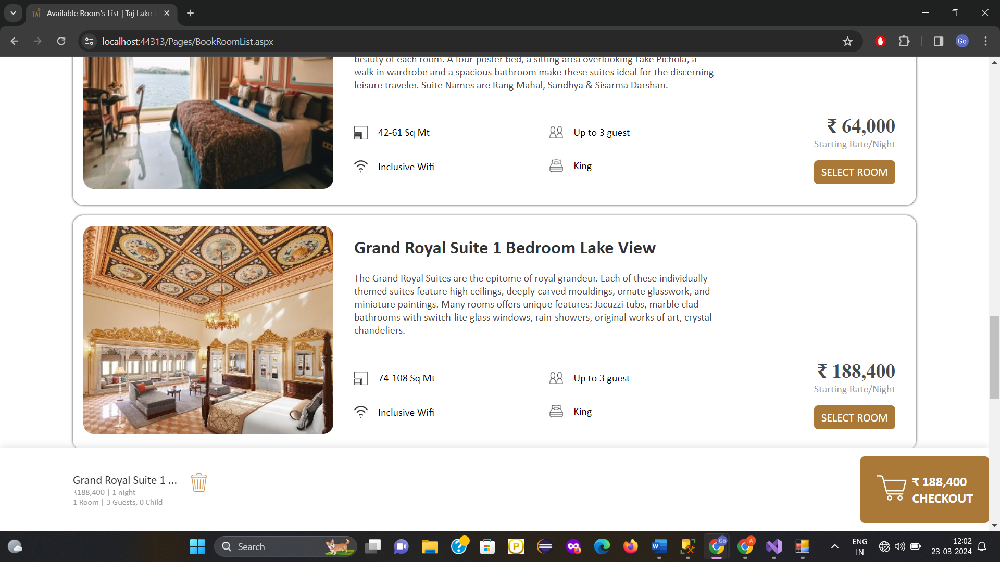 Available Room's List | Taj Lake
localhost:44313/Pages/BookRoomList.aspx
Go
beauty of each room. A four-poster bed, a sitting area overlooking Lake Pichola, a
walk-in wardrobe and a spacious bathroom make these suites ideal for the discerning
leisure traveler. Suite Names are Rang Mahal, Sandhya & Sisarma Darshan.
42-61 Sq Mt
Up to 3 guest
Inclusive Wifi
King
₹ 64,000
Starting Rate/Night
SELECT ROOM
Grand Royal Suite 1 Bedroom Lake View
The Grand Royal Suites are the epitome of royal grandeur. Each of these individually
themed suites feature high ceilings, deeply-carved mouldings, ornate glasswork, and
miniature paintings. Many rooms offers unique features: Jacuzzi tubs, marble clad
bathrooms with switch-lite glass windows, rain-showers, original works of art, crystal
chandeliers.
74-108 Sq Mt
Up to 3 guest
Inclusive Wifi
King
₹ 188,400
Starting Rate/Night
SELECT ROOM
Grand Royal Suite 1 ...
₹188,400 | 1 night
1 Room | 3 Guests, 0 Child
₹ 188,400
CHECKOUT
Search
ENG
IN
12:02
23-03-2024